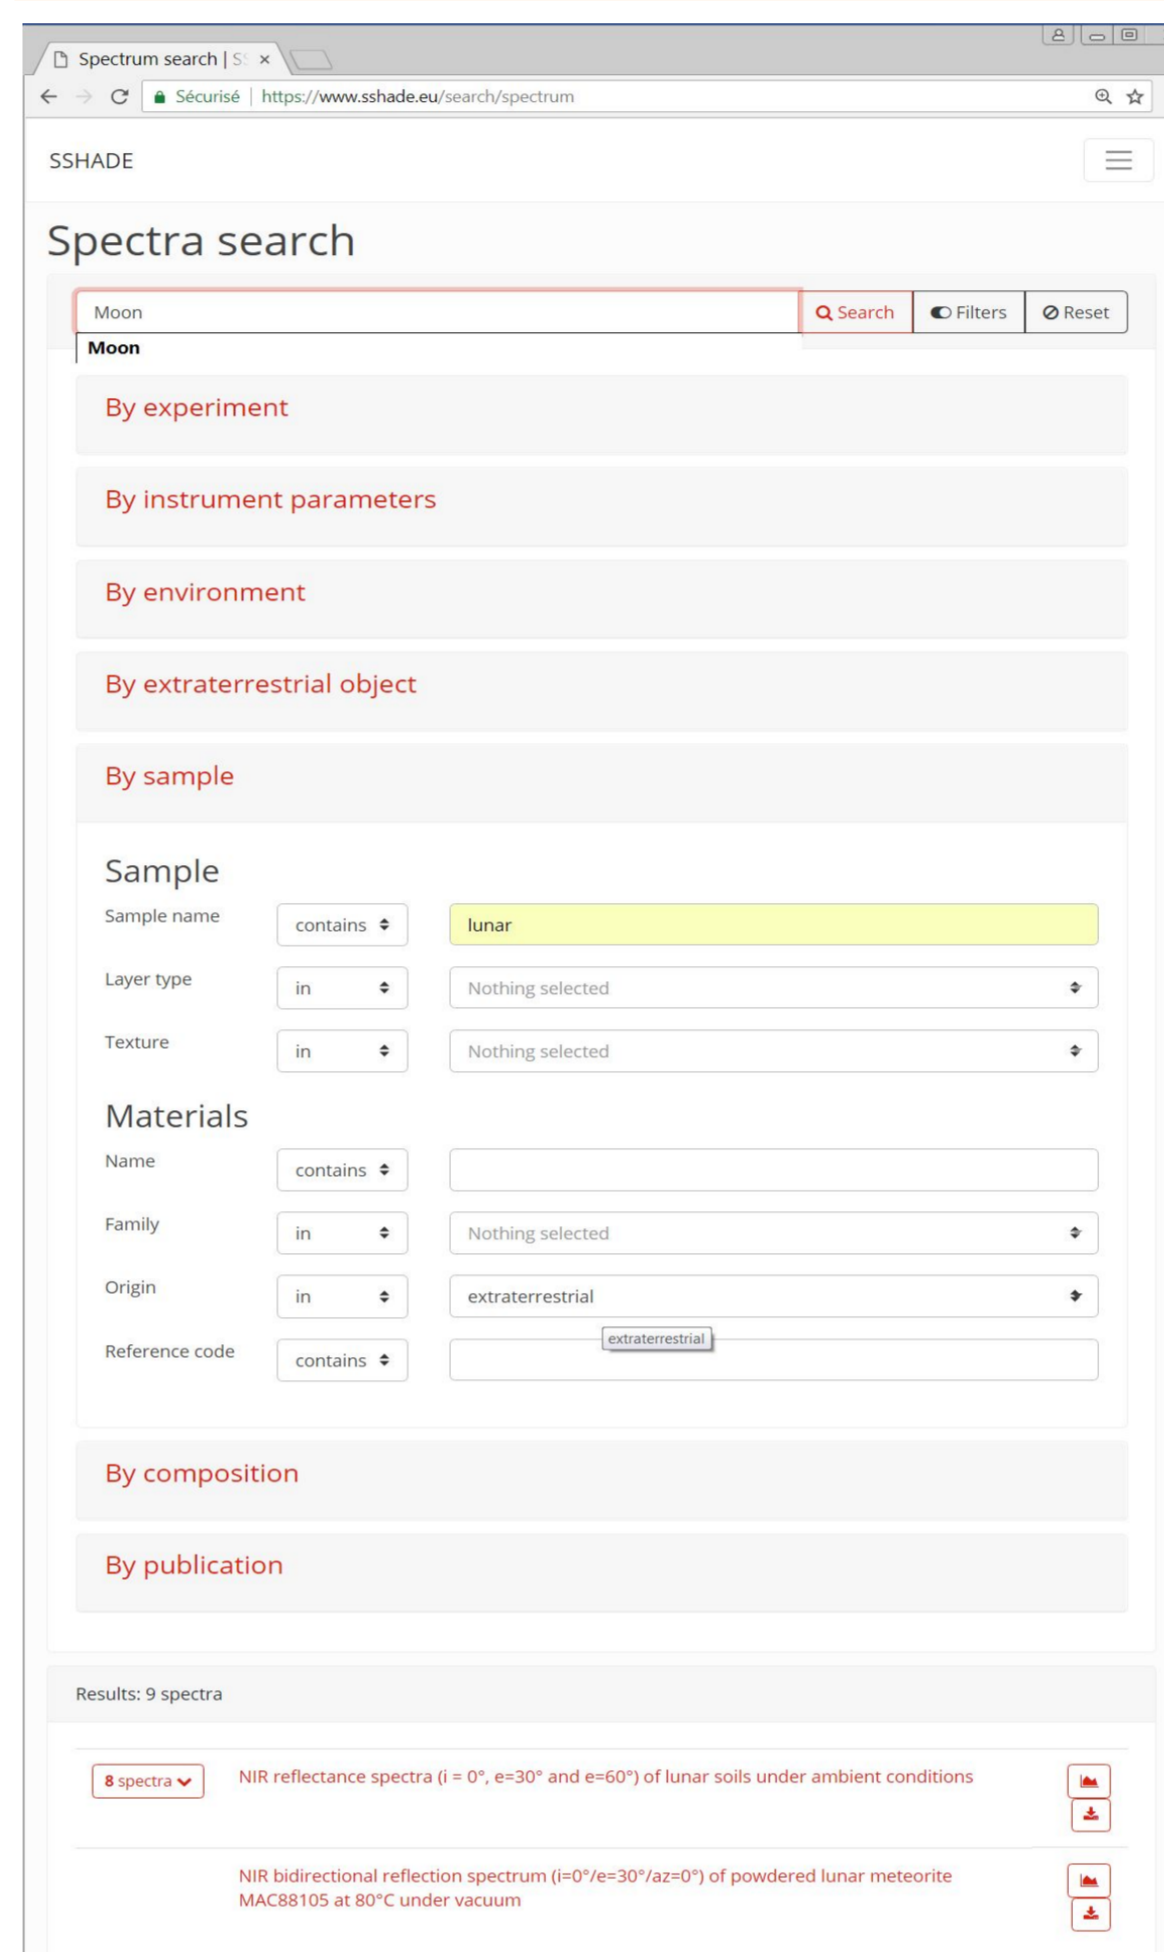 Spectrum search | SS
Sécurisé | https://www.sshade.eu/search/spectrum
SSHADE
Spectra search
Moon Search Filters Reset
Moon
By experiment
By instrument parameters
By environment
By extraterrestrial object
By sample
Sample
Sample name contains lunar
Layer type in Nothing selected
Texture in Nothing selected
Materials
Name contains
Family in Nothing selected
Origin in extraterrestrial
extraterrestrial
Reference code contains
By composition
By publication
Results: 9 spectra
8 spectra NIR reflectance spectra (i = 0°, e=30° and e=60°) of lunar soils under ambient conditions
NIR bidirectional reflection spectrum (i=0°/e=30°/az=0°) of powdered lunar meteorite
MAC88105 at 80°C under vacuum